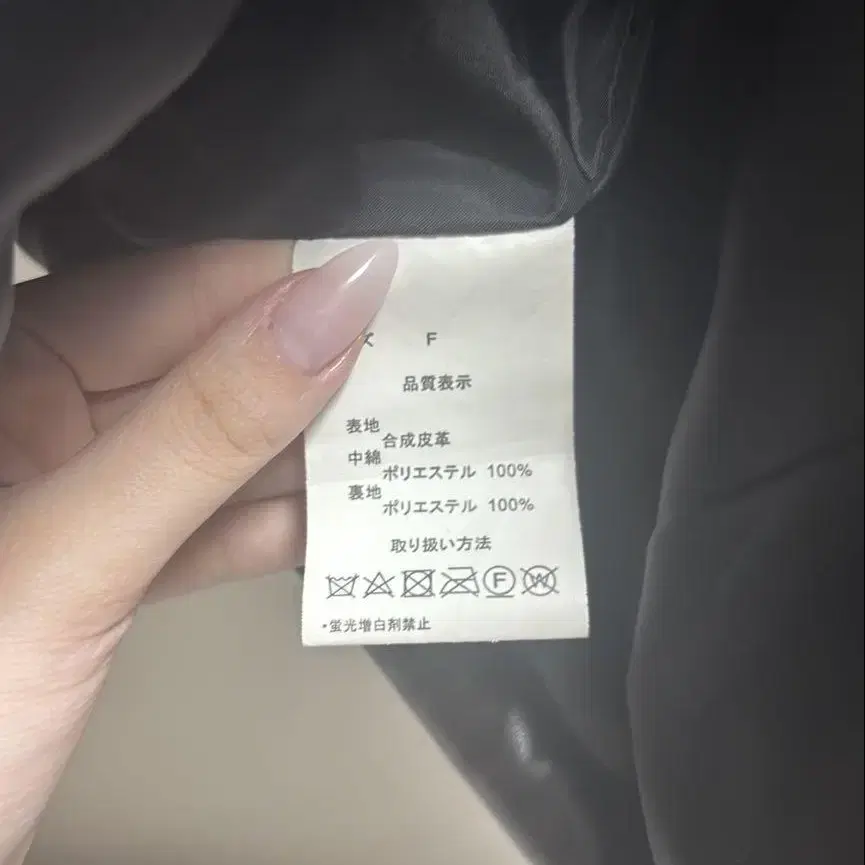 F
品質表示
表地
合成皮革
中綿
ポリエステル 100%
裏地
ポリエステル 100%
取り扱い方法
F W
・蛍光増白剤禁止